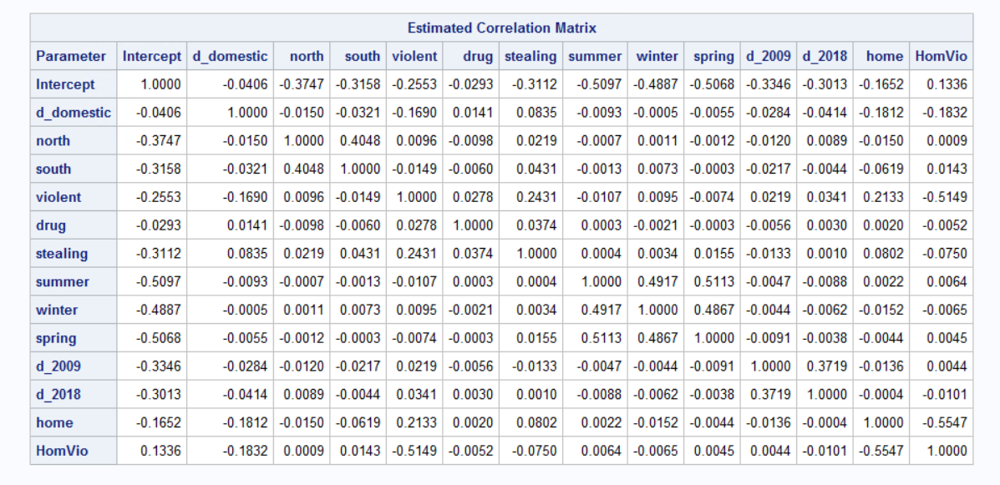 Estimated Correlation Matrix
Parameter Intercept d_domestic north south violent drug stealing summer winter spring d_2009 d_2018 home HomVio
Intercept 1.0000 -0.0406 -0.3747 -0.3158 -0.2553 -0.0293 -0.3112 -0.5097 -0.4887 -0.5068 -0.3346 -0.3013 -0.1652 0.1336
d_domestic -0.0406 1.0000 -0.0150 -0.0321 -0.1690 0.0141 0.0835 -0.0093 -0.0005 -0.0055 -0.0284 -0.0414 -0.1812 -0.1832
north -0.3747 -0.0150 1.0000 0.4048 0.0096 -0.0098 0.0219 -0.0007 0.0011 -0.0012 -0.0120 0.0089 -0.0150 0.0009
south -0.3158 -0.0321 0.4048 1.0000 -0.0149 -0.0060 0.0431 -0.0013 0.0073 -0.0003 -0.0217 -0.0044 -0.0619 0.0143
violent -0.2553 -0.1690 0.0096 -0.0149 1.0000 0.0278 0.2431 -0.0107 0.0095 -0.0074 0.0219 0.0341 0.2133 -0.5149
drug -0.0293 0.0141 -0.0098 -0.0060 0.0278 1.0000 0.0374 0.0003 -0.0021 -0.0003 -0.0056 0.0030 0.0020 -0.0052
stealing -0.3112 0.0835 0.0219 0.0431 0.2431 0.0374 1.0000 0.0004 0.0034 0.0155 -0.0133 0.0010 0.0802 -0.0750
summer -0.5097 -0.0093 -0.0007 -0.0013 -0.0107 0.0003 0.0004 1.0000 0.4917 0.5113 -0.0047 -0.0088 0.0022 0.0064
winter -0.4887 -0.0005 0.0011 0.0073 0.0095 -0.0021 0.0034 0.4917 1.0000 0.4867 -0.0044 -0.0062 -0.0152 -0.0065
spring -0.5068 -0.0055 -0.0012 -0.0003 -0.0074 -0.0003 0.0155 0.5113 0.4867 1.0000 -0.0091 -0.0038 -0.0044 0.0045
d_2009 -0.3346 -0.0284 -0.0120 -0.0217 0.0219 -0.0056 -0.0133 -0.0047 -0.0044 -0.0091 1.0000 0.3719 -0.0136 0.0044
d_2018 -0.3013 -0.0414 0.0089 -0.0044 0.0341 0.0030 0.0010 -0.0088 -0.0062 -0.0038 0.3719 1.0000 -0.0004 -0.0101
home -0.1652 -0.1812 -0.0150 -0.0619 0.2133 0.0020 0.0802 0.0022 -0.0152 -0.0044 -0.0136 -0.0004 1.0000 -0.5547
HomVio 0.1336 -0.1832 0.0009 0.0143 -0.5149 -0.0052 -0.0750 0.0064 -0.0065 0.0045 0.0044 -0.0101 -0.5547 1.0000